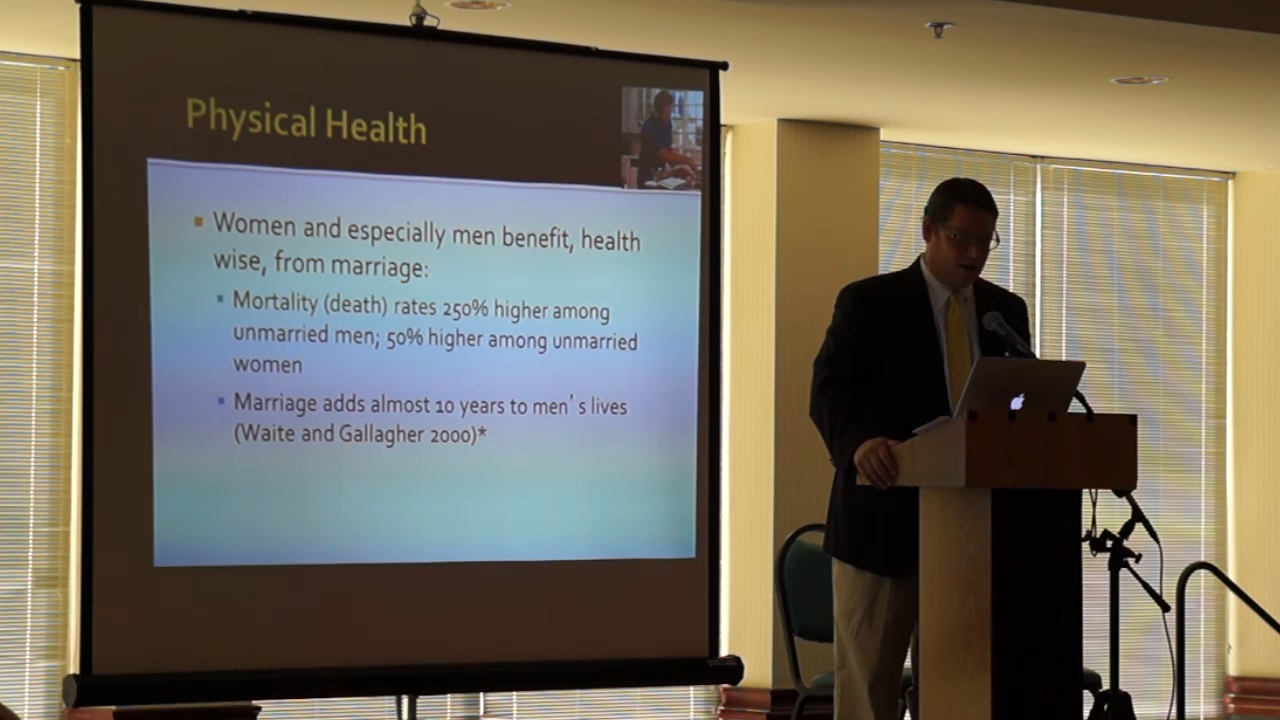 Physical Health
▪ Women and especially men benefit, health
wise, from marriage:
▪ Mortality (death) rates 250% higher among
unmarried men; 50% higher among unmarried
women
▪ Marriage adds almost 10 years to men's lives
(Waite and Gallagher 2000)*